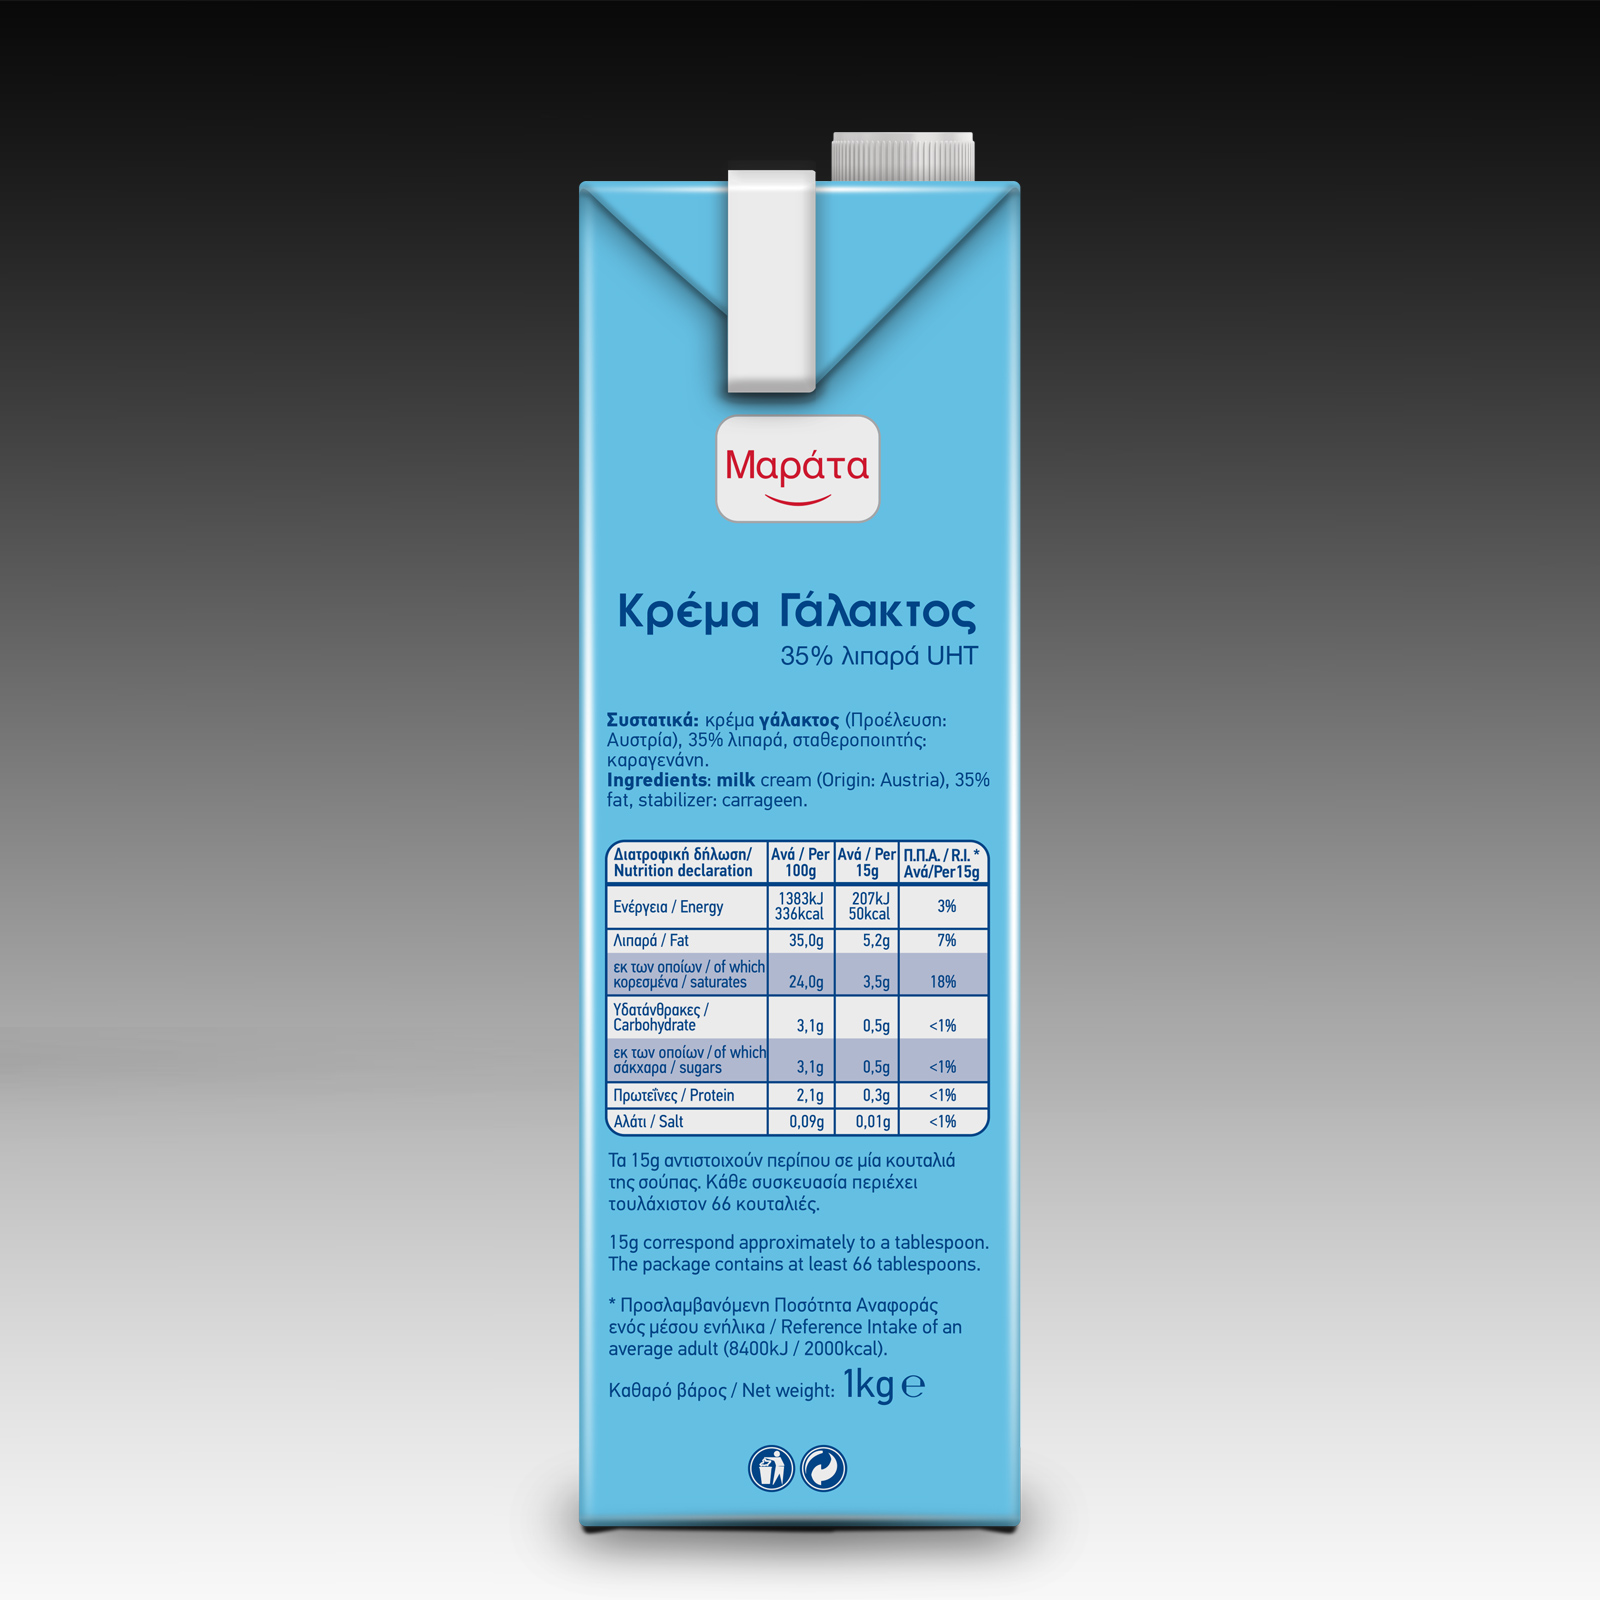 Μαράτα
Κρέμα Γάλακτος
35% λιπαρά UHT
Συστατικά: κρέμα γάλακτος (Προέλευση:
Αυστρία), 35% λιπαρά, σταθεροποιητής:
καραγενάνη.
Ingredients: milk cream (Origin: Austria), 35%
fat, stabilizer: carrageen.
Διατροφική δήλωση/ Ανά / Per Ανά / Per Π.Π.Α. / R.I. *
Nutrition declaration 100g 15g Ανά/Per15g
1383kJ 207kJ
Ενέργεια / Energy 336kcal 50kcal 3%
Λιπαρά / Fat 35,0g 5,2g 7%
εκ των οποίων / of which
κορεσμένα / saturates 24,0g 3,5g 18%
Υδατάνθρακες /
Carbohydrate 3,1g 0,5g <1%
εκ των οποίων / of which
σάκχαρα / sugars 3,1g 0,5g <1%
Πρωτεΐνες / Protein 2,1g 0,3g <1%
Αλάτι / Salt 0,09g 0,01g <1%
Τα 15g αντιστοιχούν περίπου σε μία κουταλιά
της σούπας. Κάθε συσκευασία περιέχει
τουλάχιστον 66 κουταλιές.
15g correspond approximately to a tablespoon.
The package contains at least 66 tablespoons.
* Προσλαμβανόμενη Ποσότητα Αναφοράς
ενός μέσου ενήλικα / Reference Intake of an
average adult (8400kJ / 2000kcal).
Καθαρό βάρος / Net weight: 1kg ℮